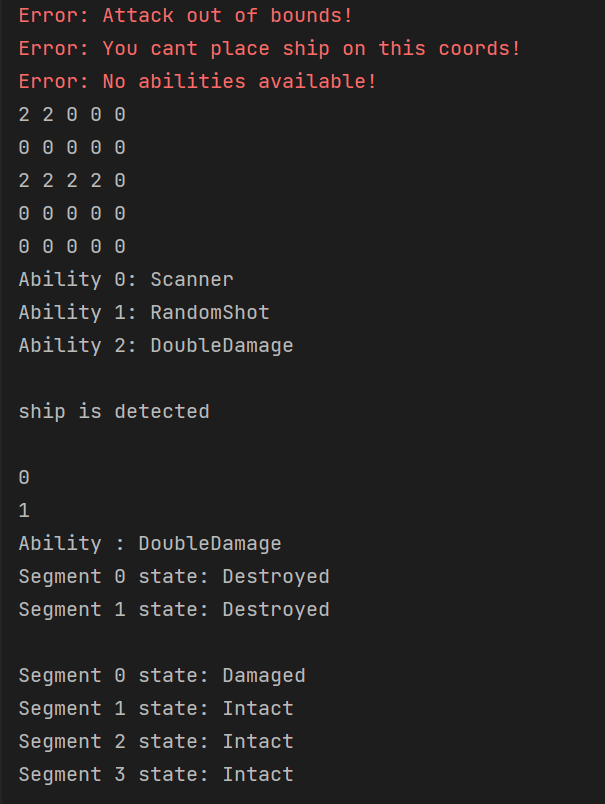 Error: Attack out of bounds!
Error: You cant place ship on this coords!
Error: No abilities available!
2 2 0 0 0
0 0 0 0 0
2 2 2 2 0
0 0 0 0 0
0 0 0 0 0
Ability 0: Scanner
Ability 1: RandomShot
Ability 2: DoubleDamage
ship is detected
0
1
Ability : DoubleDamage
Segment 0 state: Destroyed
Segment 1 state: Destroyed
Segment 0 state: Damaged
Segment 1 state: Intact
Segment 2 state: Intact
Segment 3 state: Intact